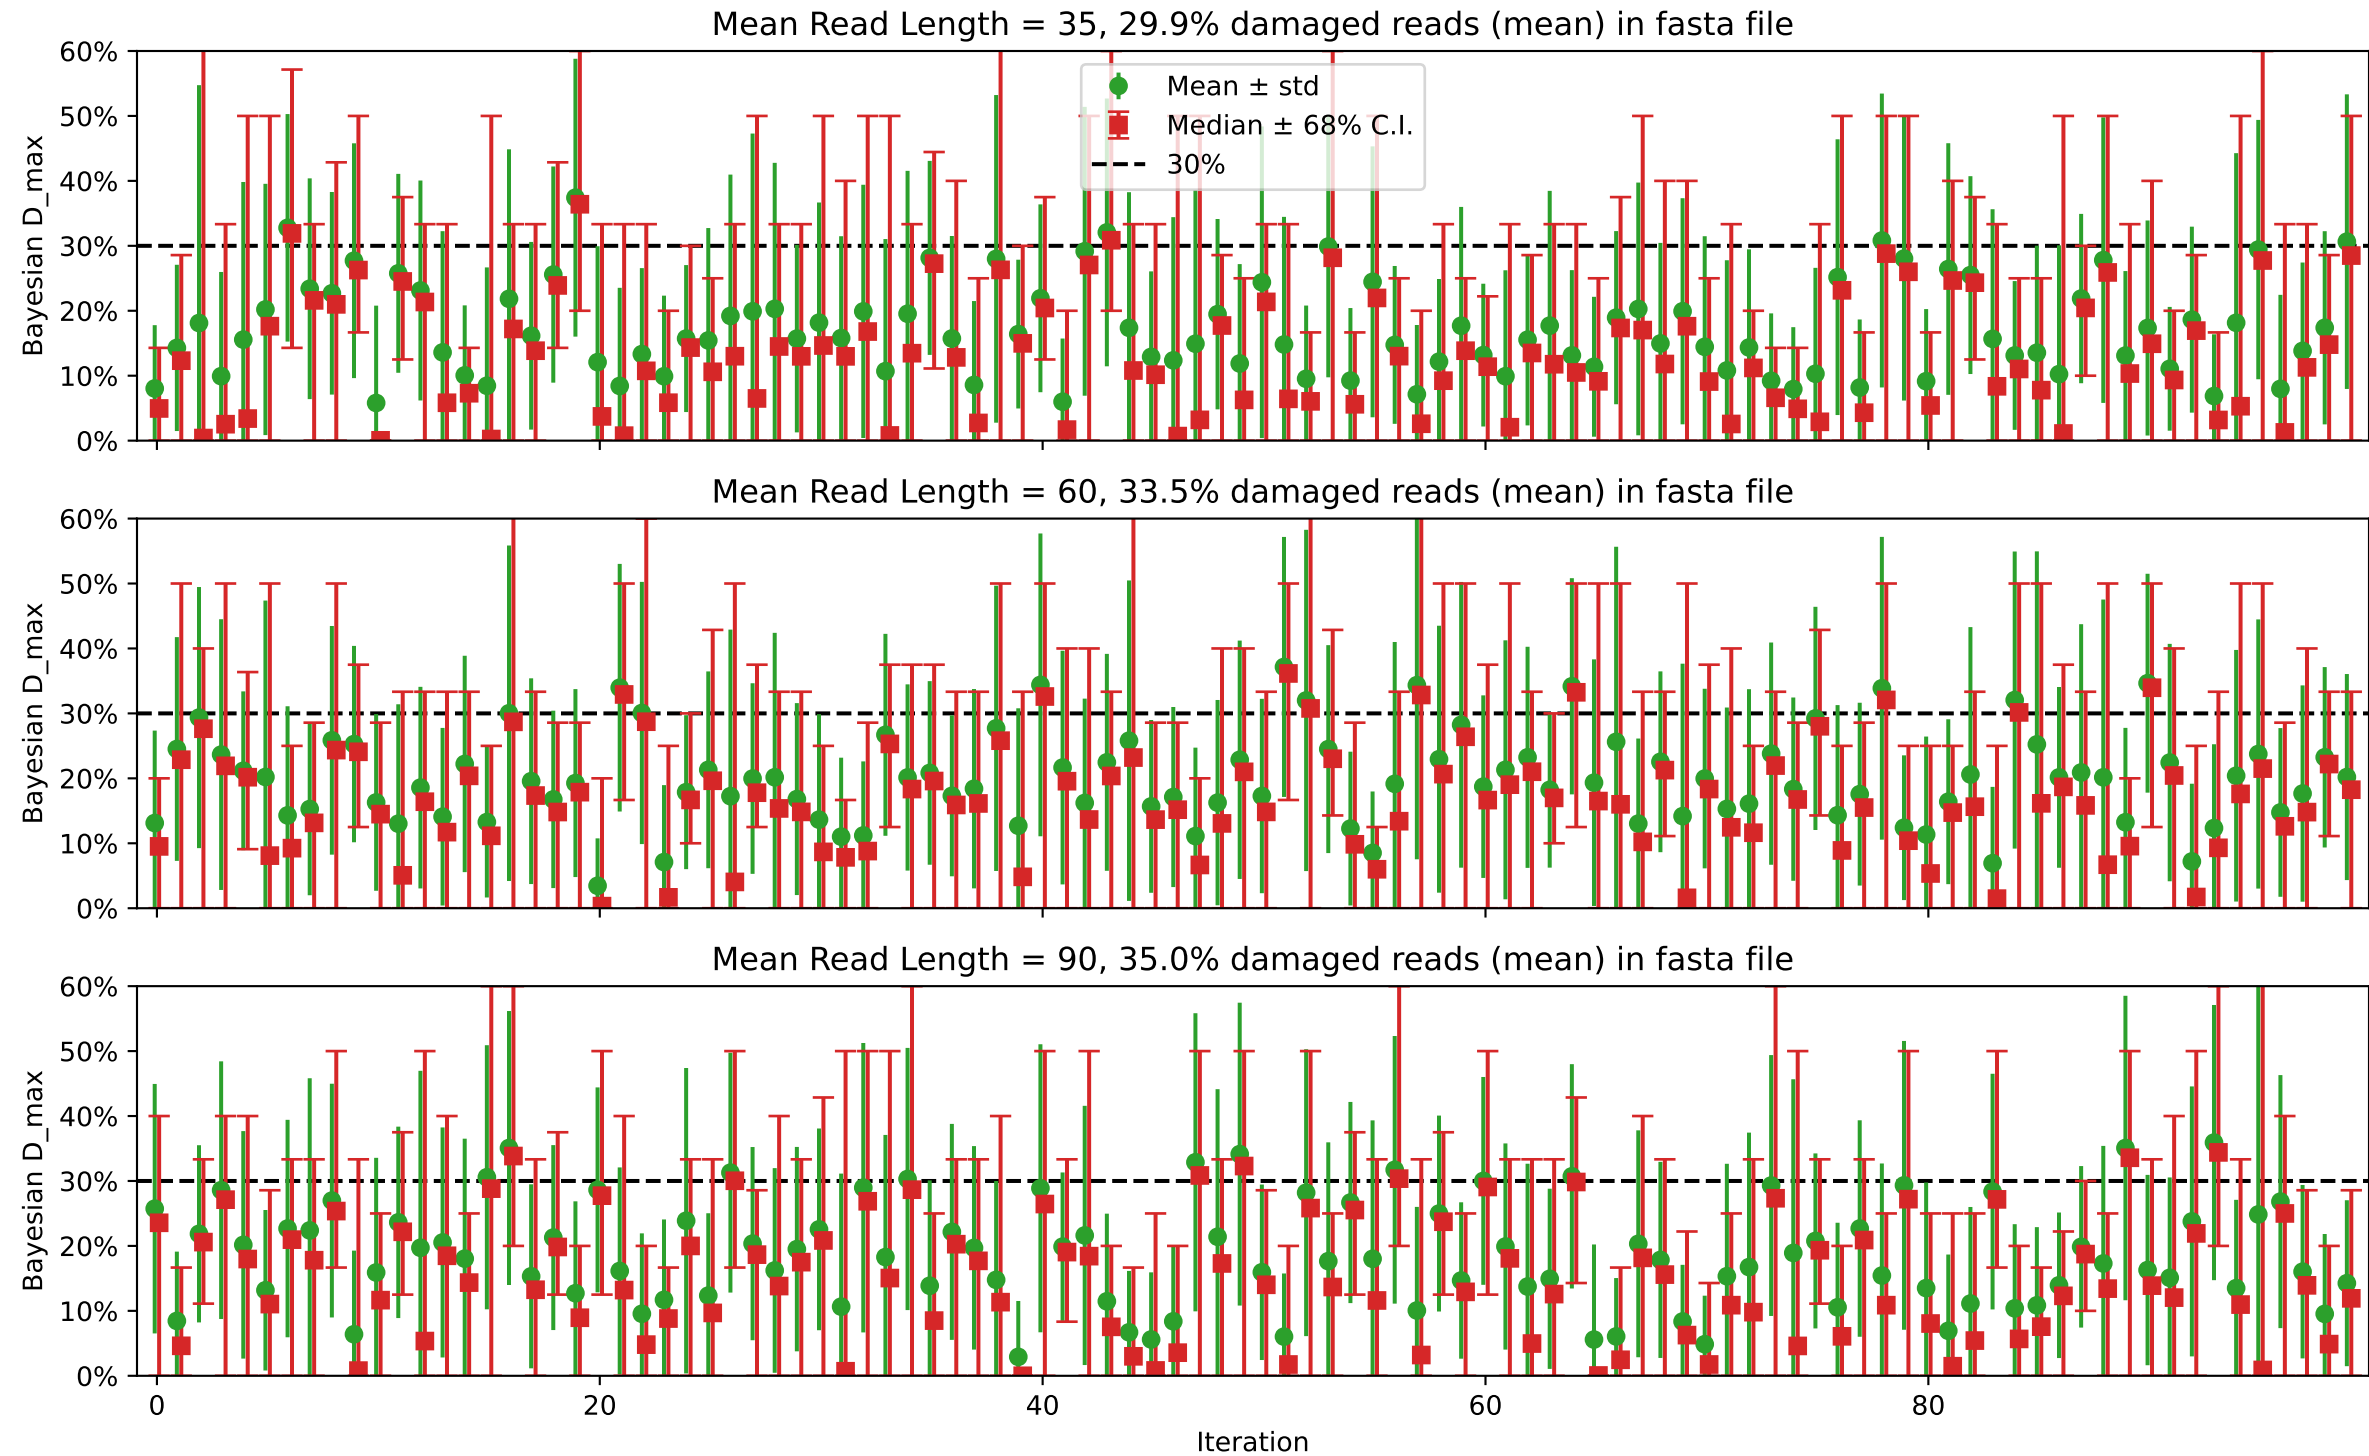 Mean Read Length = 35, 29.9% damaged reads (mean) in fasta file
60%
50%
40%
30%
20%
10%
0%
Bayesian D_max
Mean ± std
Median ± 68% C.I.
30%
Mean Read Length = 60, 33.5% damaged reads (mean) in fasta file
60%
50%
40%
30%
20%
10%
0%
Bayesian D_max
Mean Read Length = 90, 35.0% damaged reads (mean) in fasta file
60%
50%
40%
30%
20%
10%
0%
Bayesian D_max
0 20 40 60 80
Iteration